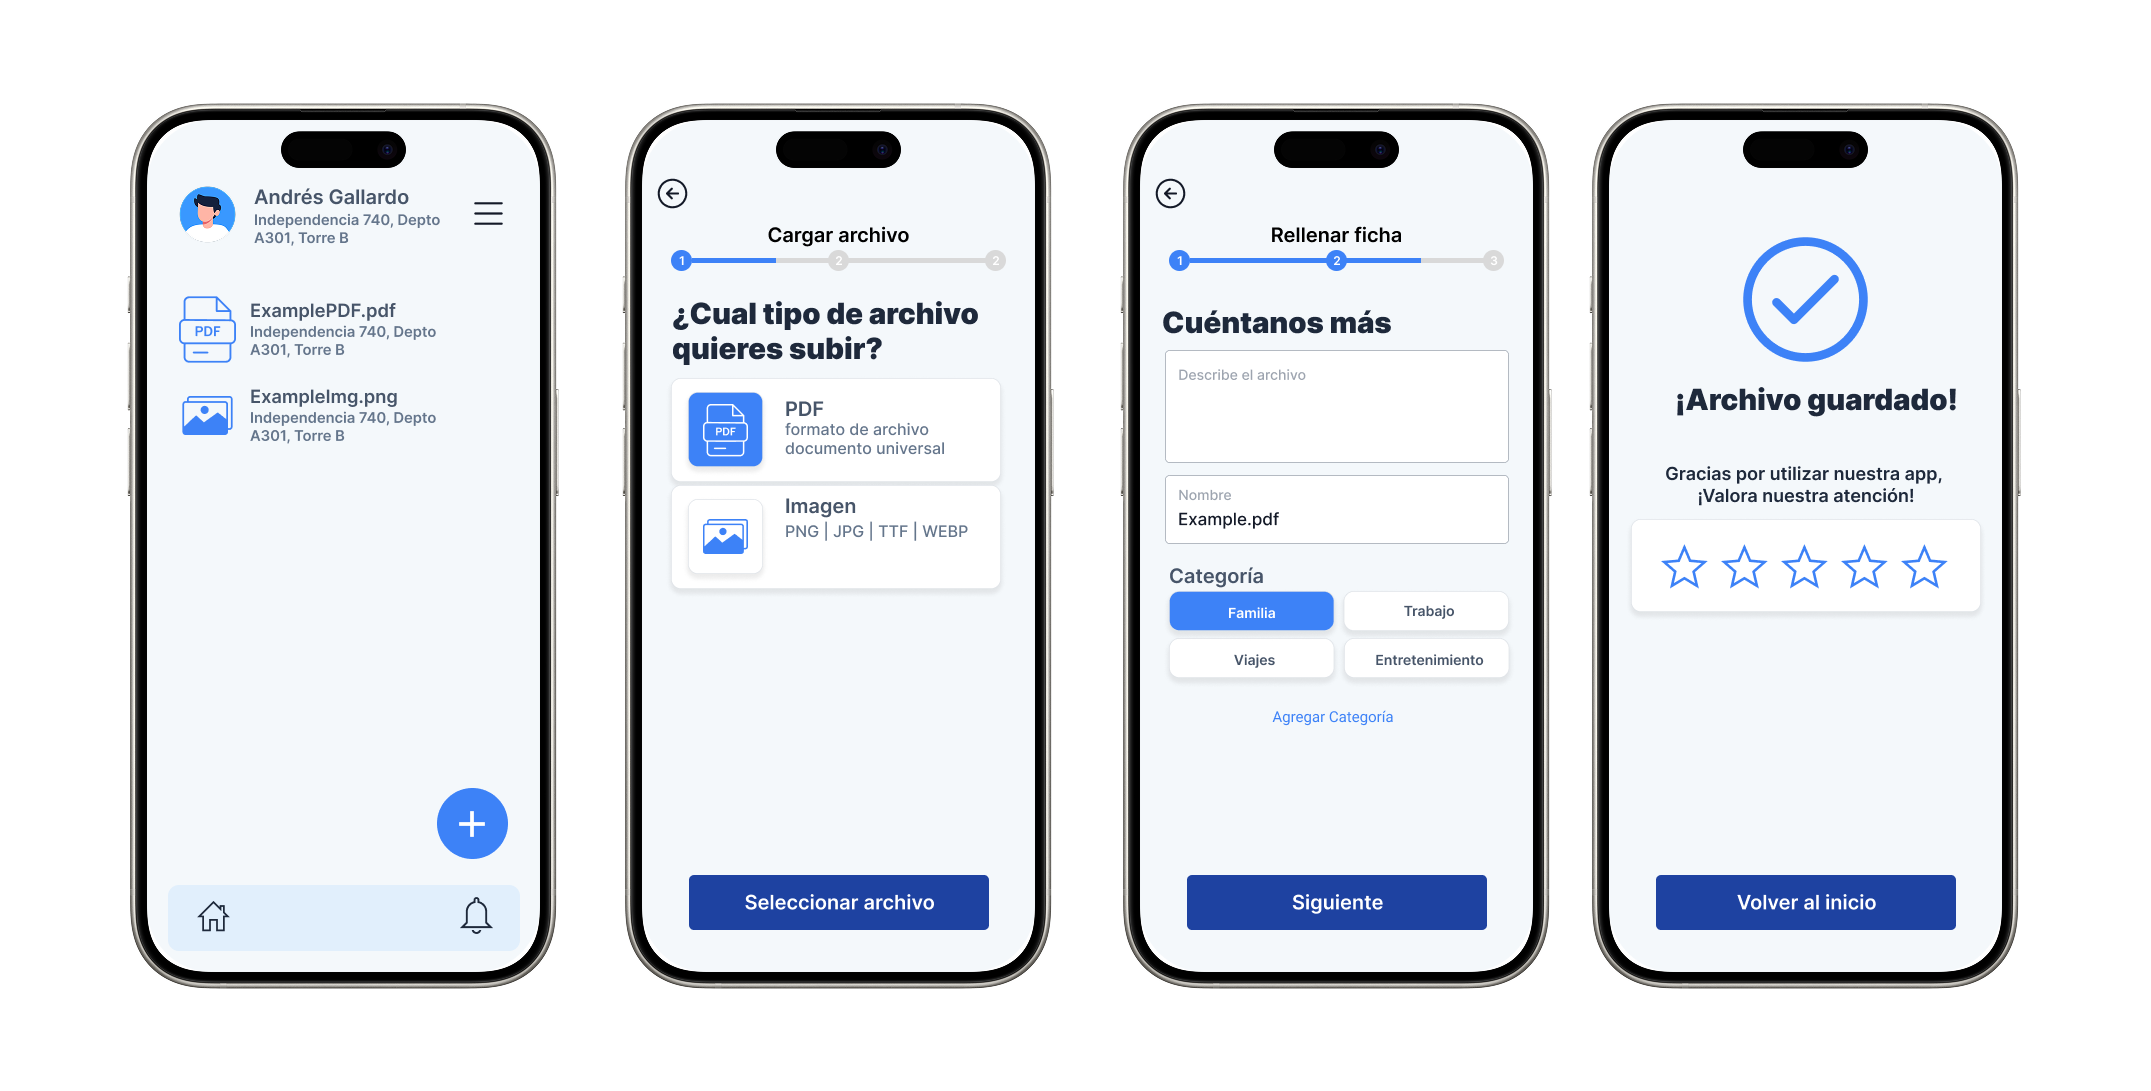 Andrés Gallardo
Independencia 740, Depto
A301, Torre B
PDF
ExamplePDF.pdf
Independencia 740, Depto
A301, Torre B
ExampleImg.png
Independencia 740, Depto
A301, Torre B
Cargar archivo
1 2 2
¿Cual tipo de archivo
quieres subir?
PDF
PDF
formato de archivo
documento universal
Imagen
PNG | JPG | TTF | WEBP
Seleccionar archivo
Rellenar ficha
1 2 3
Cuéntanos más
Describe el archivo
Nombre
Example.pdf
Categoría
Familia
Trabajo
Viajes
Entretenimiento
Agregar Categoría
Siguiente
¡Archivo guardado!
Gracias por utilizar nuestra app,
¡Valora nuestra atención!
Volver al inicio